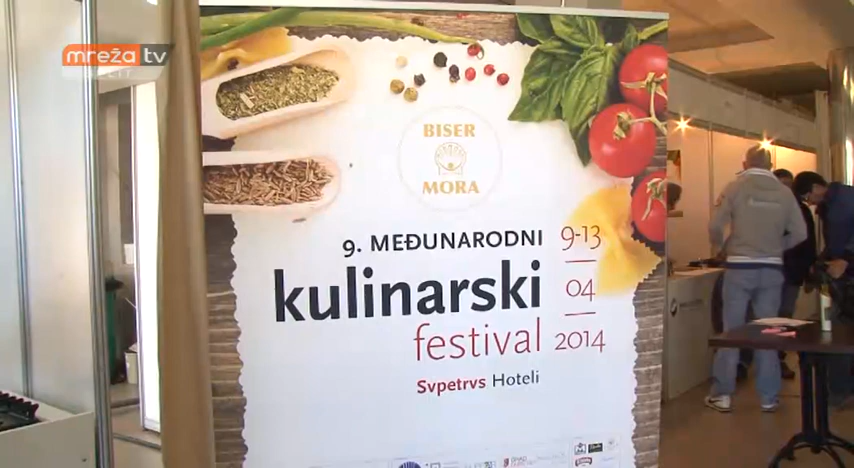 mreža tv
BISER
MORA
9. MEĐUNARODNI
kulinarski
festival
Svpetrvs Hoteli
9-13
04
2014